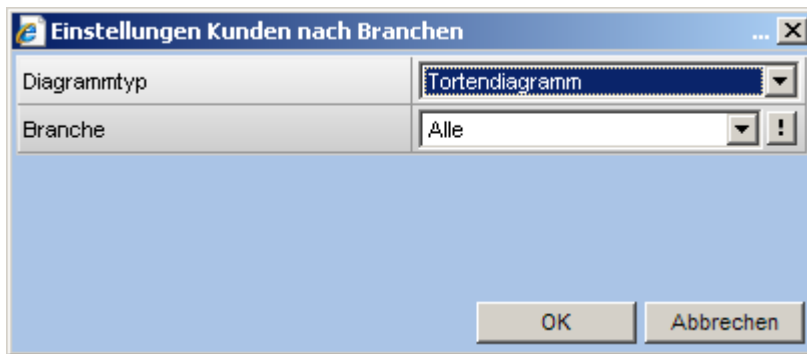 Einstellungen Kunden nach Branchen ...
Diagrammtyp Tortendiagramm
Branche Alle !
OK Abbrechen